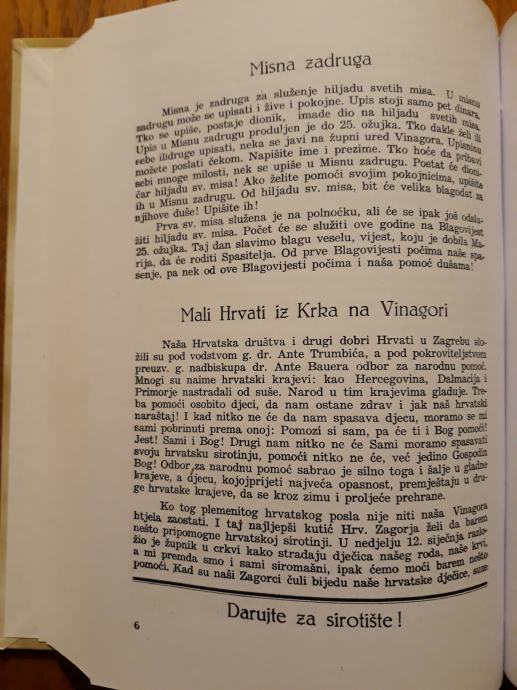 Misna zadruga
Misna je zadruga za služenje hiljadu svetih misa. U misnu
zadrugu može se upisati i žive i pokojne. Upis stoji samo pet dinara.
Tko se upiše, postaje dionik, imade dio na hiljadu svetih misa.
Upis u Misnu zadrugu produljen je do 25. ožujka. Tko dakle želi ili
sebe ilidruge upisati, neka se javi na župni ured Vinagora. Upisninu
možete poslati čekom. Napišite ime i prezime. Tko hoće da pribavi
sebi mnoge milosti, nek se upiše u Misnu zadrugu. Postat će dioni-
čar hiljadu sv. misa! Ako želite pomoći svojim pokojnicima, upišite
ih u Misnu zadrugu. Od hiljadu sv. misa, bit će velika blagodat za
njihove duše! Upišite ih!
Prva sv. misa služena je na polnoćku, ali će se ipak još odslu-
žiti hiljadu sv. misa. Počet će se služiti ove godine na Blagovijest
25. ožujka. Taj dan slavimo blagu veselu, vijest, koju je dobila Ma-
rija, da će roditi Spasitelja. Od prve Blagovijesti počima naše spa-
senje, pa nek od ove Blagovijesti počima i naša pomoć dušama!
Mali Hrvati iz Krka na Vinagori
Naša Hrvatska društva i drugi dobri Hrvati u Zagrebu slo-
žili su pod vodstvom g. dr. Ante Trumbića, a pod pokroviteljstvom
preuzv. g. nadbiskupa dr. Ante Bauera odbor za narodnu pomoć.
Mnogi su naime hrvatski krajevi: kao Hercegovina, Dalmacija i
Primorje nastradali od suše. Narod u tim krajevima gladuje. Tre-
ba pomoći osobito djeci, da nam ostane zdrav i jak naš hrvatski
naraštaj! I kad nitko ne će da nam spasava djecu, moramo se mi
sami pobrinuti prema onoj: Pomozi si sam, pa će ti i Bog pomoći!
Jest! Sami i Bog! Drugi nam nitko ne će Sami moramo spasavati
svoju hrvatsku sirotinju, pomoći nitko ne će, već jedino Gospodin
Bog! Odbor za narodnu pomoć sabrao je silno toga i šalje u gladne
krajeve, a djecu, kojojprijeti najveća opasnost, premještaju u dru-
ge hrvatske krajeve, da se kroz zimu i proljeće prehrane.
Ko tog plemenitog hrvatskog posla nije niti naša Vinagora
htjela zaostati. I taj najljepši kutić Hrv. Zagorja želi da barem
nešto pripomogne hrvatskoj sirotinji. U nedjelju 12. siječnja razlo-
žio je župnik u crkvi kako stradaju dječica našeg roda, naše krvi,
a mi premda smo i sami siromašni, ipak ćemo moći barem nešto
pomoći. Kad su naši Zagorci čuli bijedu naše hrvatske dječice, suze
Darujte za sirotište!
6